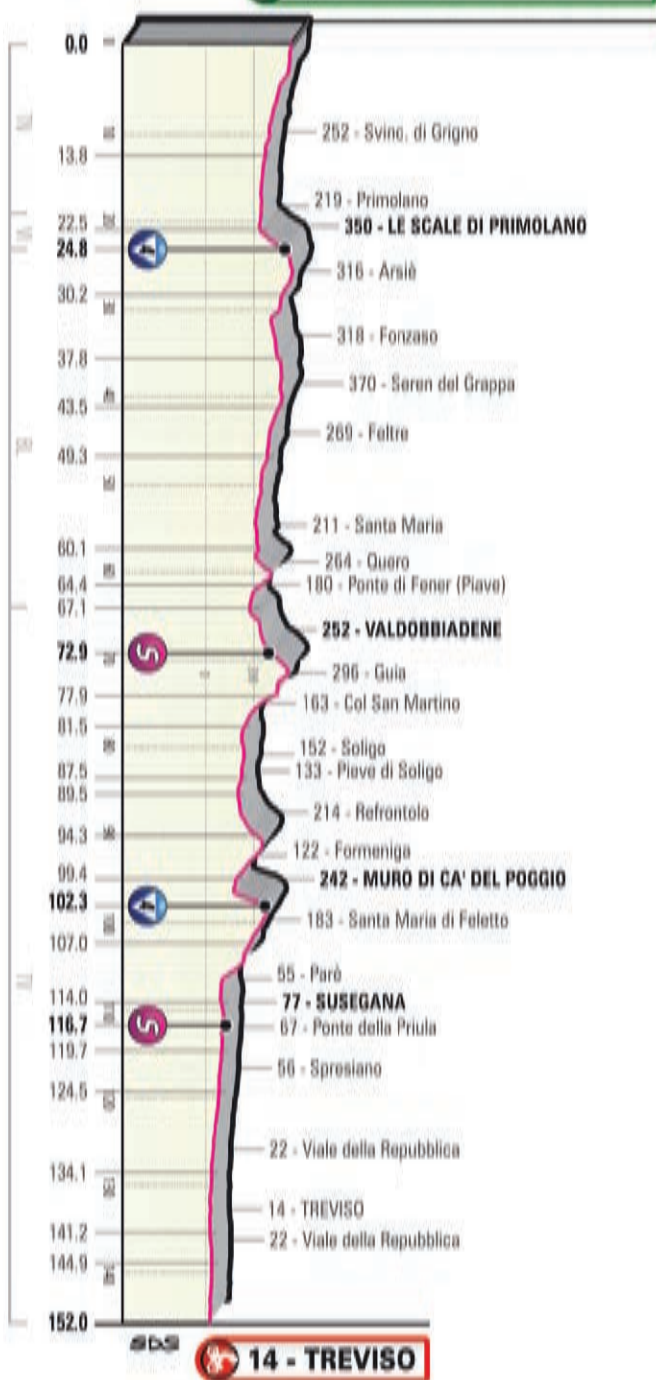 0.0
252 - Svinc. di Grigno
13.8
219 - Primolano
22.5
350 - LE SCALE DI PRIMOLANO
24.8
4
316 - Arsiè
30.2
318 - Fonzaso
37.8
370 - Seren del Grappa
43.5
269 - Feltre
49.3
211 - Santa Maria
60.1
264 - Quero
64.4
180 - Ponte di Fener (Piave)
67.1
252 - VALDOBBIADENE
72.9
S
296 - Guia
77.9
163 - Col San Martino
81.5
152 - Soligo
87.5
133 - Pieve di Soligo
89.5
214 - Refrontolo
94.3
122 - Formeniga
99.4
242 - MURO DI CA' DEL POGGIO
102.3
4
183 - Santa Maria di Feletto
107.0
55 - Parè
114.0
77 - SUSEGANA
116.7
S
67 - Ponte della Priula
119.7
56 - Spresiano
124.5
22 - Viale della Repubblica
134.1
14 - TREVISO
141.2
22 - Viale della Repubblica
144.9
152.0
SDS
14 - TREVISO